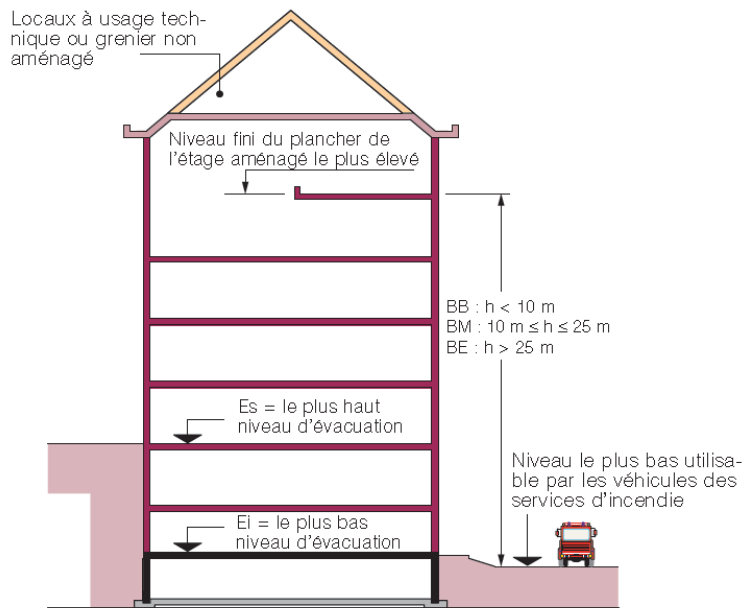 Locaux à usage tech-
nique ou grenier non
aménagé
Niveau fini du plancher de
l'étage aménagé le plus élevé
BB : h < 10 m
BM : 10 m ≤ h ≤ 25 m
BE : h > 25 m
Es = le plus haut
niveau d'évacuation
Niveau le plus bas utilisa-
ble par les véhicules des
services d'incendie
Ei = le plus bas
niveau d'évacuation